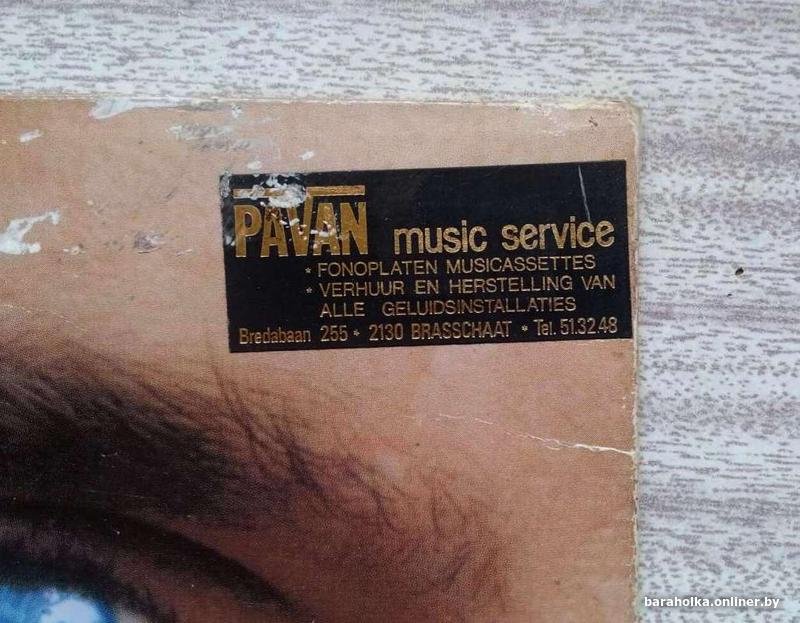 PAVAN music service
* FONOPLATEN MUSICASSETTES
* VERHUUR EN HERSTELLING VAN
ALLE GELUIDSINSTALLATIES
Bredabaan 255 * 2130 BRASSCHAAT * Tel. 51.32.48
baraholka.onliner.by